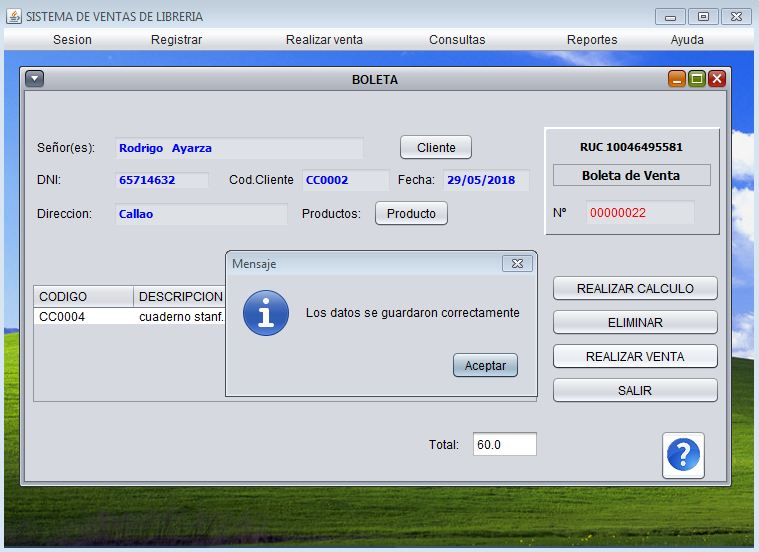 SISTEMA DE VENTAS DE LIBRERIA
Sesion Registrar Realizar venta Consultas Reportes Ayuda
BOLETA
Señor(es): Rodrigo Ayarza Cliente
DNI: 65714632 Cod.Cliente CC0002 Fecha: 29/05/2018
Direccion: Callao Productos: Producto
RUC 10046495581
Boleta de Venta
N° 00000022
Mensaje
Los datos se guardaron correctamente
Aceptar
CODIGO DESCRIPCION
CC0004 cuaderno stanf.
REALIZAR CALCULO
ELIMINAR
REALIZAR VENTA
SALIR
Total: 60.0
?